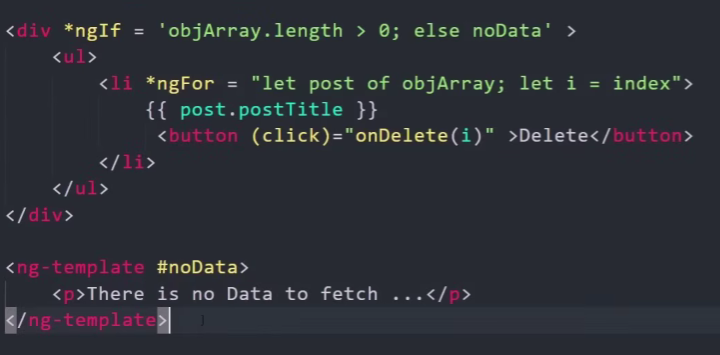 <div *ngIf = 'objArray.length > 0; else noData' >
    <ul>
        <li *ngFor = "let post of objArray; let i = index">
            {{ post.postTitle }}
             <button (click)="onDelete(i)" >Delete</button>
        </li>
    </ul>
</div>

<ng-template #noData>
    <p>There is no Data to fetch ...</p>
</ng-template>